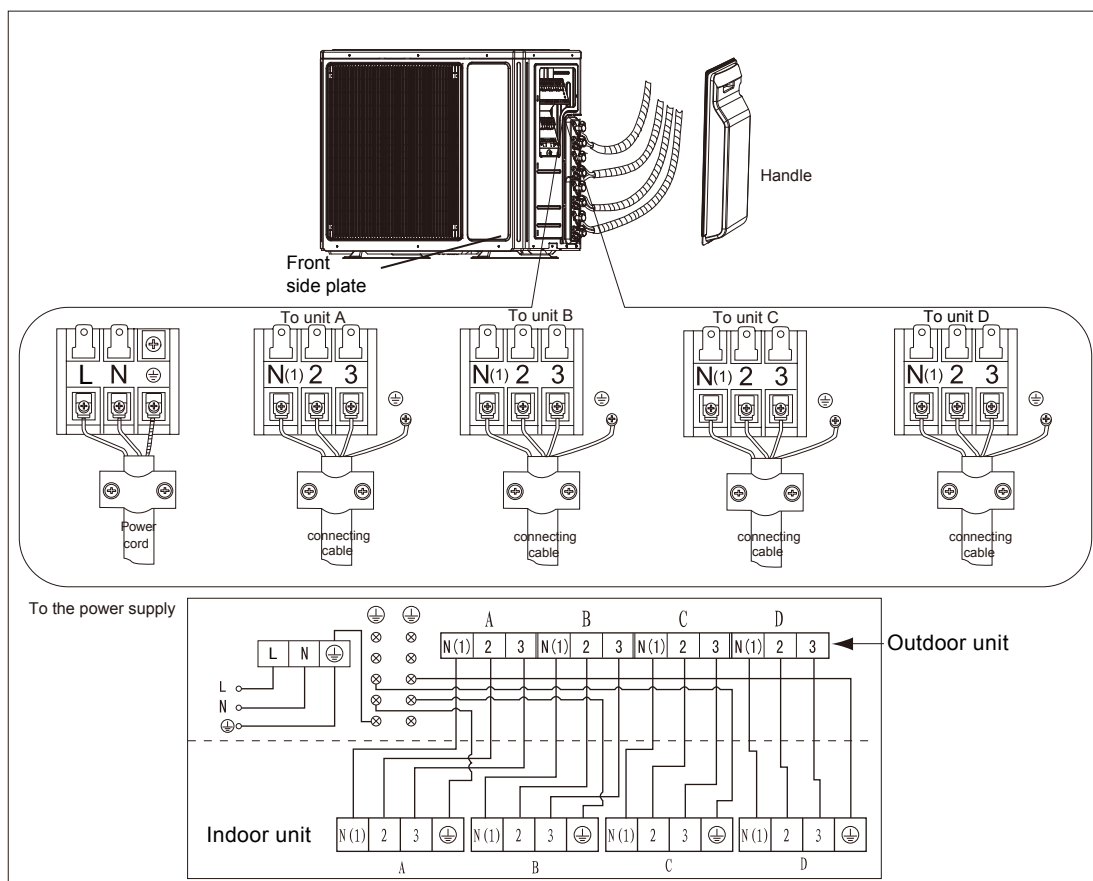 Handle
Front
side plate
To unit A
To unit B
To unit C
To unit D
L N ⏚
N(1) 2 3
N(1) 2 3
N(1) 2 3
N(1) 2 3
Power
cord
connecting
cable
connecting
cable
connecting
cable
connecting
cable
To the power supply
A B C D
L N ⏚
N(1) 2 3 N(1) 2 3 N(1) 2 3 N(1) 2 3
Outdoor unit
L
N
⏚
Indoor unit
N(1) 2 3 ⏚ N(1) 2 3 ⏚ N(1) 2 3 ⏚ N(1) 2 3 ⏚
A B C D